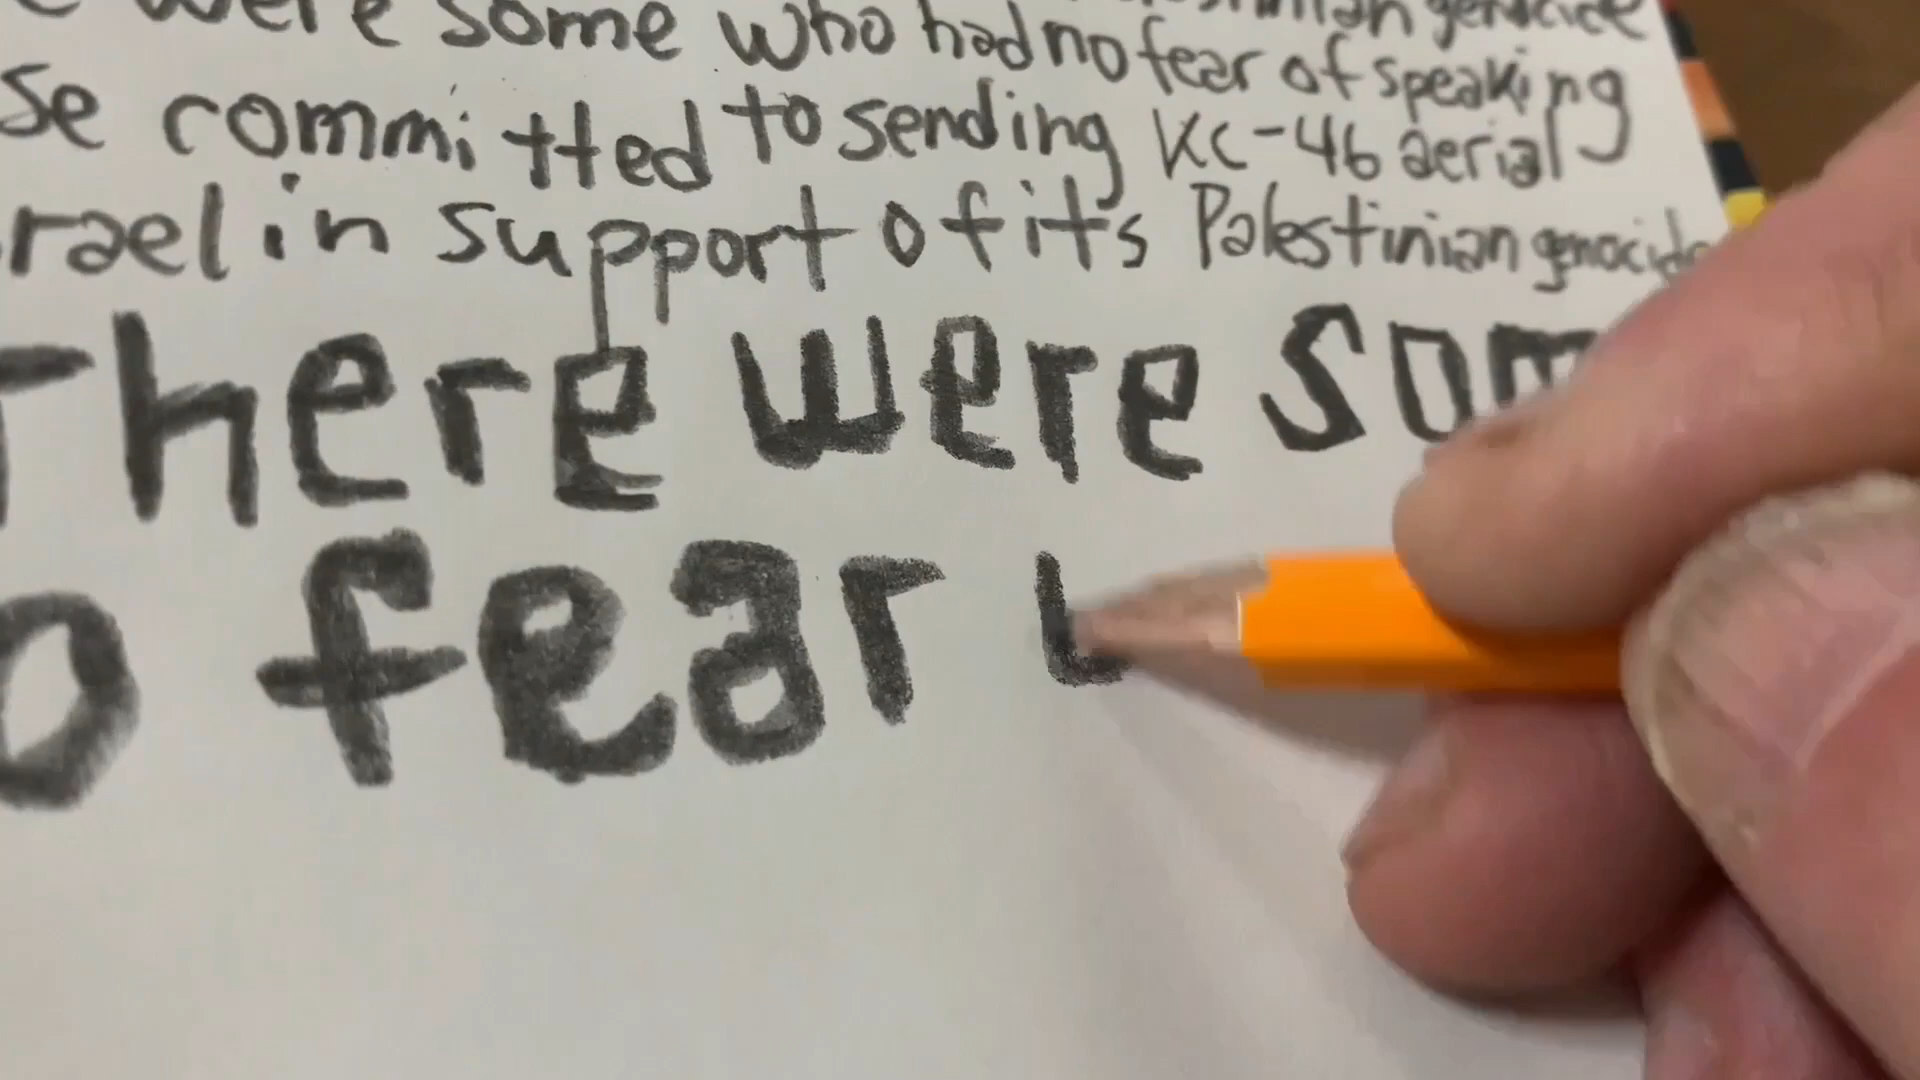 were some who had no fear of speaking
se committed to sending KC-46 aerial
rael in support of its Palestinian genocide
There were som
o fear